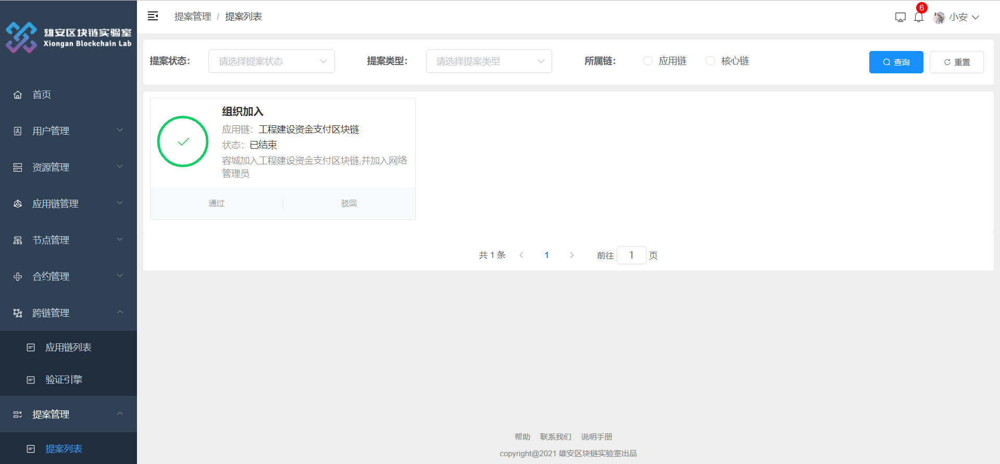 雄安区块链实验室
Xiongan Blockchain Lab
首页
用户管理
资源管理
应用链管理
节点管理
合约管理
跨链管理
应用链列表
验证引擎
提案管理
提案列表
提案管理 / 提案列表
6
小安
提案状态:
请选择提案状态
提案类型:
请选择提案类型
所属链:
应用链
核心链
查询
重置
组织加入
应用链: 工程建设资金支付区块链
状态: 已结束
容城加入工程建设资金支付区块链,并加入网络
管理员
通过
驳回
共 1 条
1
前往 1 页
帮助 联系我们 说明手册
copyright@2021 雄安区块链实验室出品